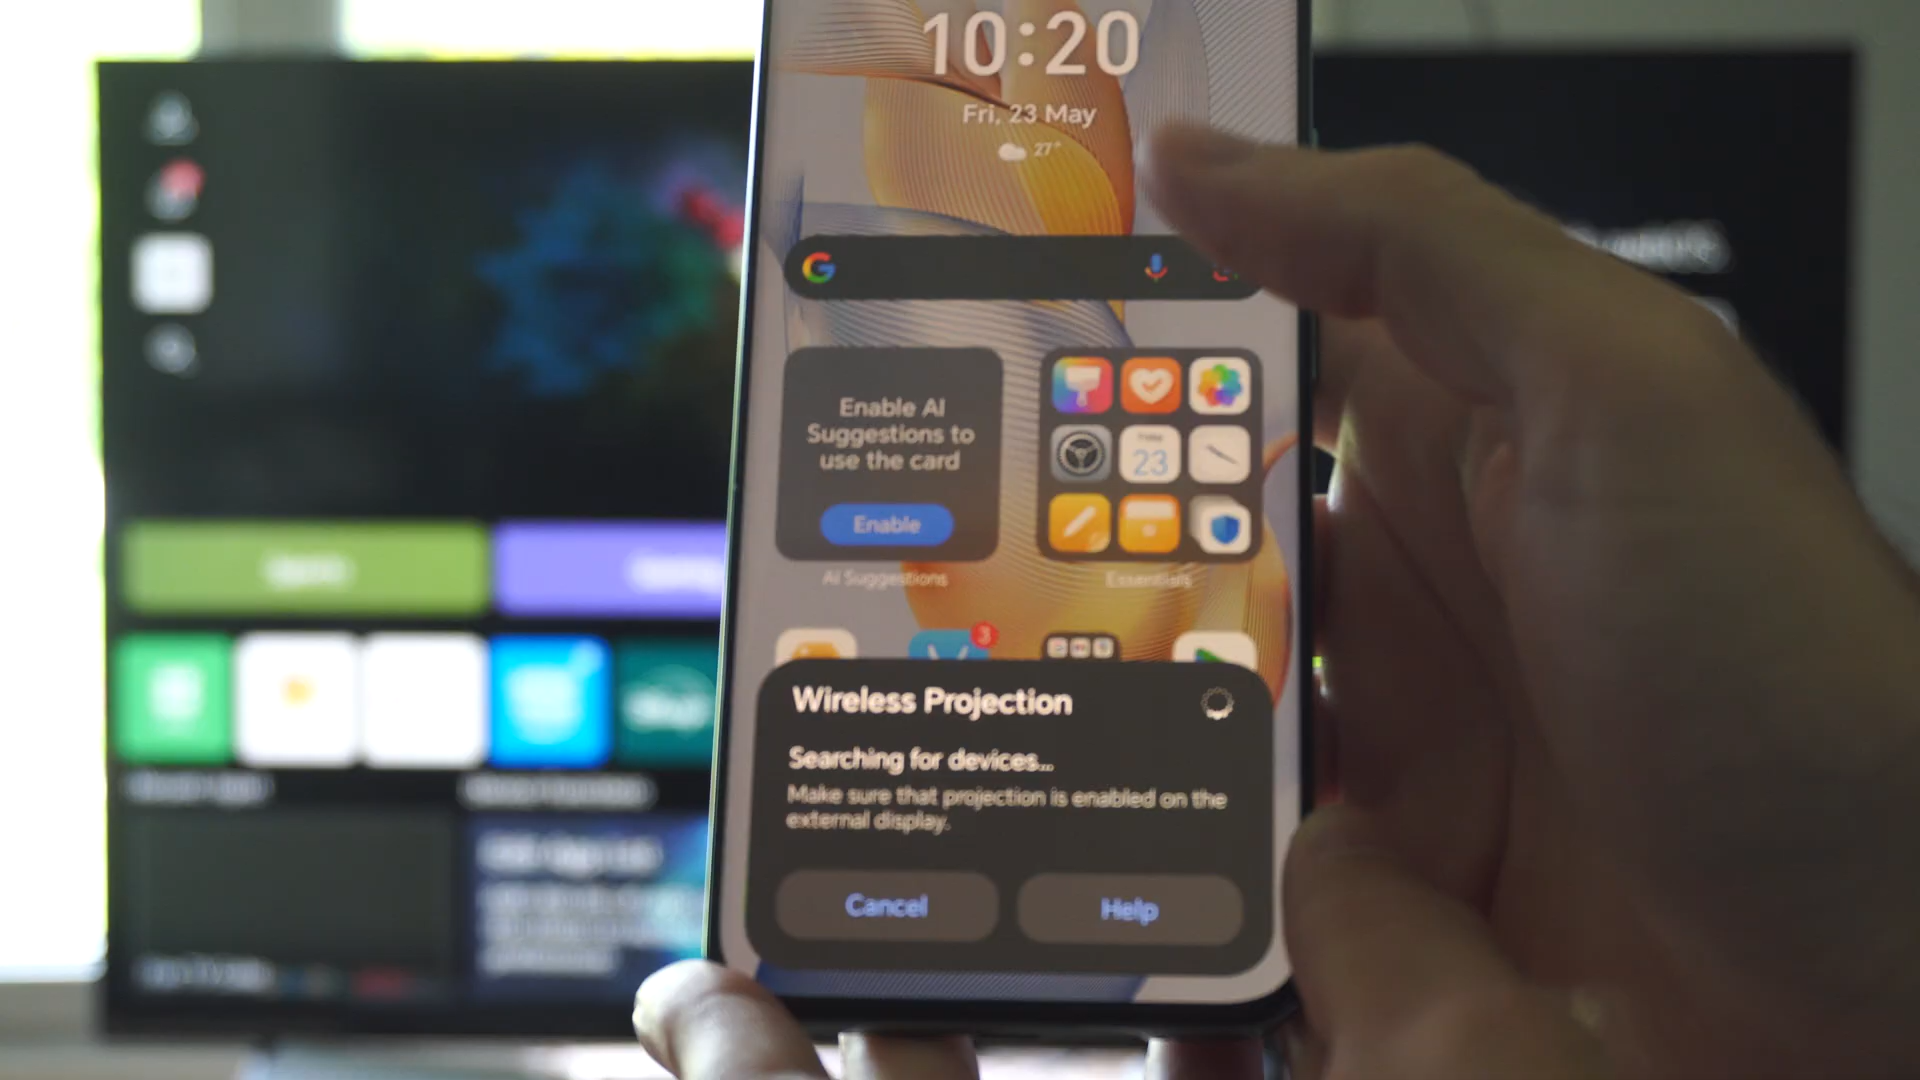 10:20
Fri, 23 May
27°
Enable AI
Suggestions to
use the card
23
Enable
AI Suggestions
Essentials
3
Wireless Projection
Searching for devices...
Make sure that projection is enabled on the
external display.
Cancel
Help